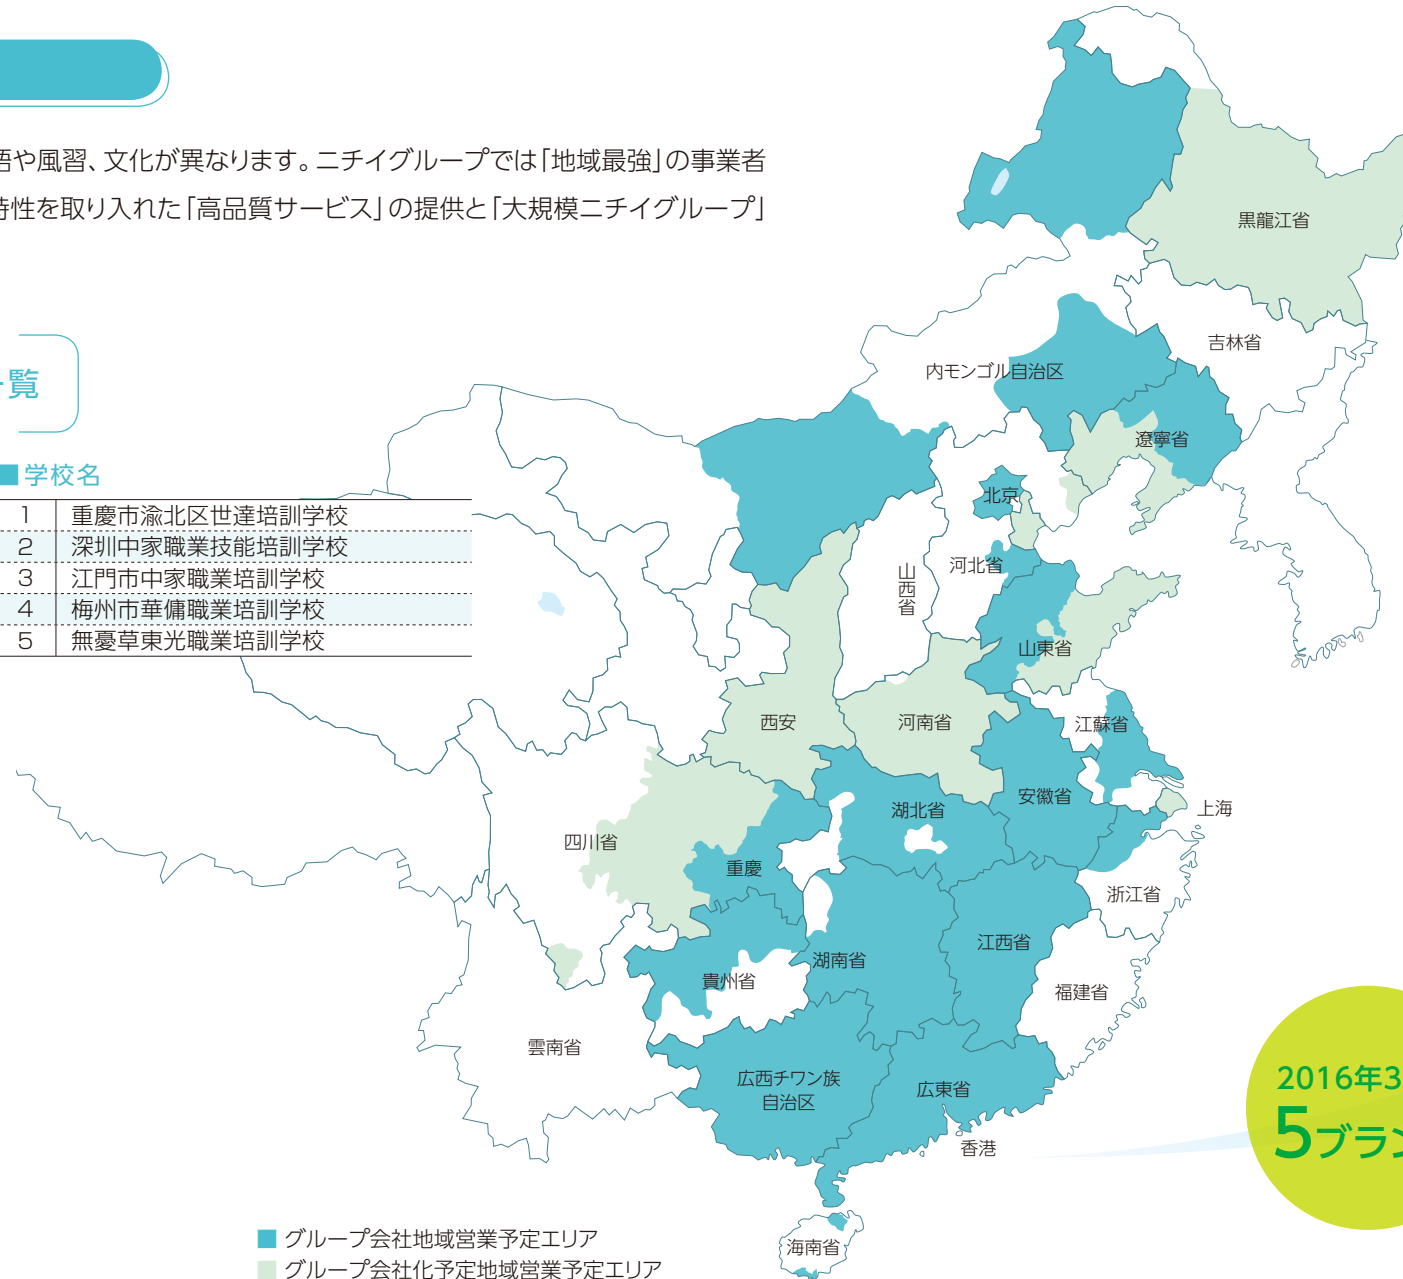 語や風習、文化が異なります。ニチイグループでは「地域最強」の事業者
特性を取り入れた「高品質サービス」の提供と「大規模ニチイグループ」
覧
■学校名
1 重慶市渝北区世達培訓学校
2 深圳中家職業技能培訓学校
3 江門市中家職業培訓学校
4 梅州市華傭職業培訓学校
5 無憂草東光職業培訓学校
黒龍江省
吉林省
内モンゴル自治区
遼寧省
北京
河北省
山西省
山東省
西安
河南省
江蘇省
安徽省
上海
湖北省
四川省
重慶
浙江省
江西省
湖南省
貴州省
福建省
雲南省
広西チワン族
自治区
広東省
香港
海南省
2016年3
5ブラン
■ グループ会社地域営業予定エリア
■ グループ会社化予定地域営業予定エリア